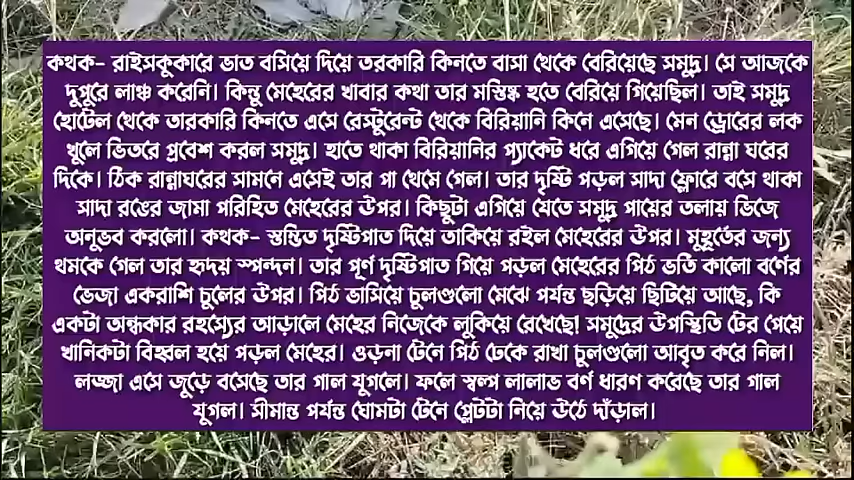 কথক- রাইসকুকারে ভাত বসিয়ে দিয়ে তরকারি কিনতে বাসা থেকে বেরিয়েছে সমুদ্র। সে আজকে
দুপুরে লাঞ্চ করেনি। কিন্তু মেহেরের খাবার কথা তার মস্তিষ্ক হতে বেরিয়ে গিয়েছিল। তাই সমুদ্র
হোটেল থেকে তারকারি কিনতে এসে রেস্টুরেন্ট থেকে বিরিয়ানি কিনে এসেছে। মেন ড্রোরের লক
খুলে ভিতরে প্রবেশ করল সমুদ্র। হাতে থাকা বিরিয়ানির প্যাকেট ধরে এগিয়ে গেল রান্না ঘরের
দিকে। ঠিক রান্নাঘরের সামনে এসেই তার পা থেমে গেল। তার দৃষ্টি পড়ল সাদা ফ্লোরে বসে থাকা
সাদা রঙের জামা পরিহিত মেহেরের উপর। কিছুটা এগিয়ে যেতে সমুদ্র পায়ের তলায় ভিজে
অনুভব করলো। কথক- স্তম্ভিত দৃষ্টিপাত দিয়ে তাকিয়ে রইল মেহেরের উপর। মুহূর্তের জন্য
থমকে গেল তার হৃদয় স্পন্দন। তার পূর্ণ দৃষ্টিপাত গিয়ে পড়ল মেহেরের পিঠ ভর্তি কালো বর্ণের
ভেজা একরাশি চুলের উপর। পিঠ ভাসিয়ে চুলগুলো মেঝে পর্যন্ত ছড়িয়ে ছিটিয়ে আছে, কি
একটা অন্ধকার রহস্যের আড়ালে মেহের নিজেকে লুকিয়ে রেখেছে! সমুদ্রের উপস্থিতি টের পেয়ে
খানিকটা বিহ্বল হয়ে পড়ল মেহের। ওড়না টেনে পিঠ ঢেকে রাখা চুলগুলো আবৃত করে নিল।
লজ্জা এসে জুড়ে বসেছে তার গাল যুগলে। ফলে স্বল্প লালাভ বর্ণ ধারণ করেছে তার গাল
যুগল। সীমান্ত পর্যন্ত ঘোমটা টেনে প্লেটটা নিয়ে উঠে দাঁড়াল।